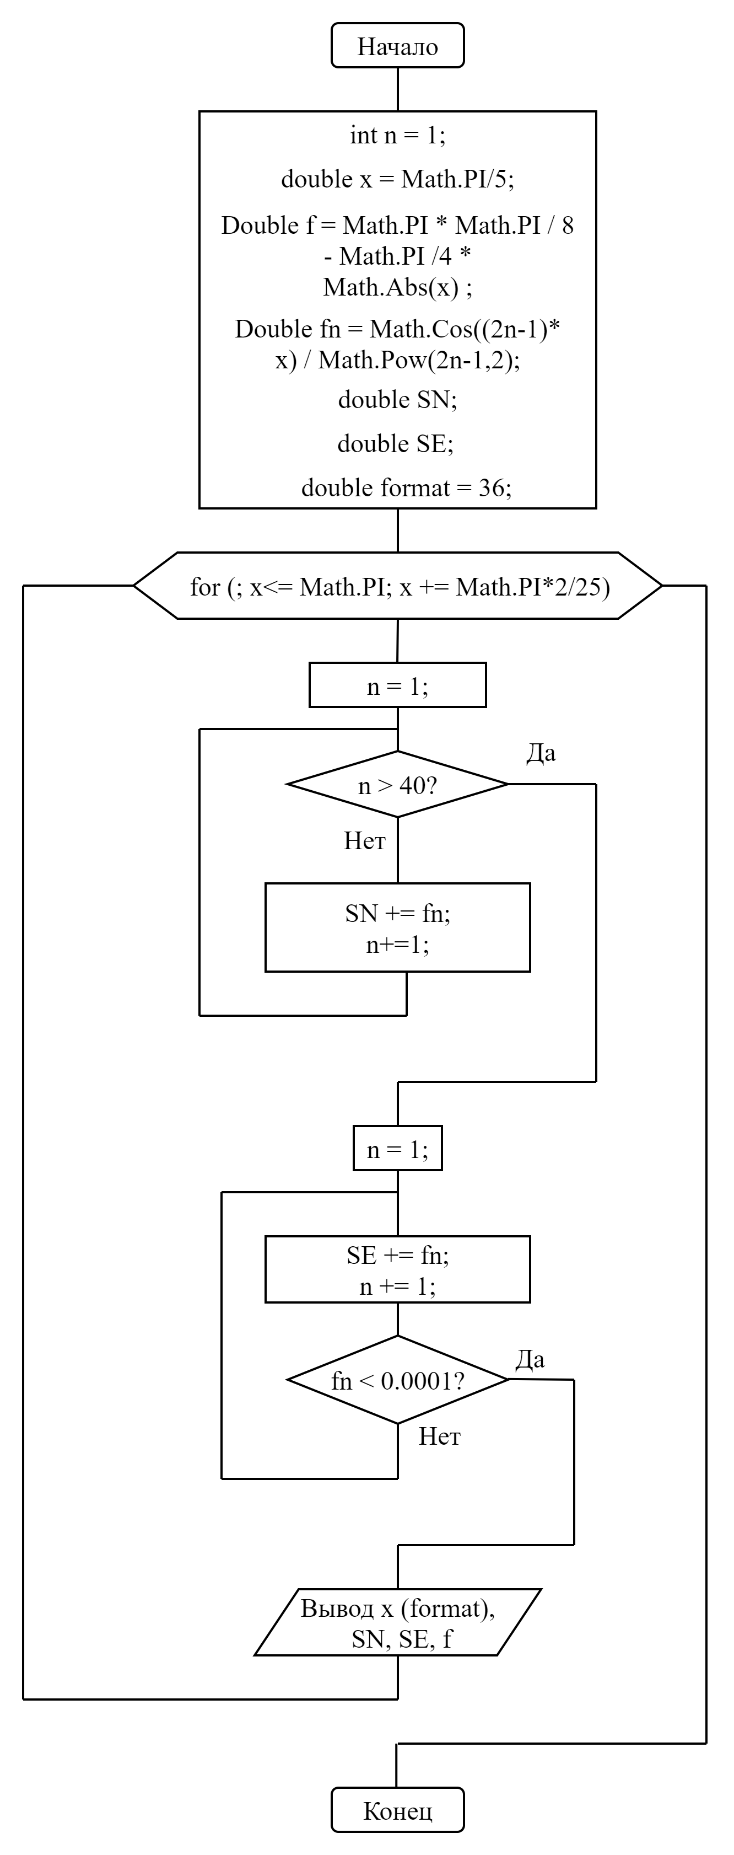 Начало
int n = 1;
double x = Math.PI/5;
Double f = Math.PI * Math.PI / 8
- Math.PI /4 *
Math.Abs(x) ;
Double fn = Math.Cos((2n-1)*
x) / Math.Pow(2n-1,2);
double SN;
double SE;
double format = 36;
for (; x<= Math.PI; x += Math.PI*2/25)
n = 1;
Да
n > 40?
Нет
SN += fn;
n+=1;
n = 1;
SE += fn;
n += 1;
Да
fn < 0.0001?
Нет
Вывод x (format),
SN, SE, f
Конец